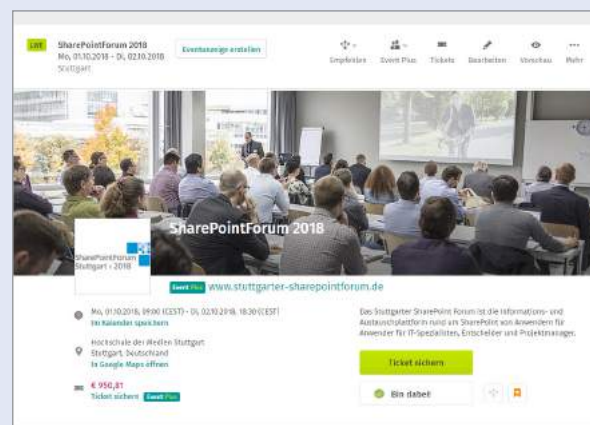 LIVE
SharePointForum 2018
Mo, 01.10.2018 - Di, 02.10.2018
Stuttgart
Eventanzeige erstellen
Empfehlen
Event Plus
Tickets
Bearbeiten
Vorschau
Mehr
SharePointForum 2018
SharePointForum
Stuttgart • 2018
Event Plus www.stuttgarter-sharepointforum.de
Mo, 01.10.2018, 09:00 (CEST) - Di, 02.10.2018, 18:30 (CEST)
Im Kalender speichern
Hochschule der Medien Stuttgart
Stuttgart, Deutschland
In Google Maps öffnen
€ 950,81
Ticket sichern Event Plus
Das Stuttgarter SharePoint Forum ist die Informations- und
Austauschplattform rund um SharePoint von Anwendern für
Anwender für IT-Spezialisten, Entscheider und Projektmanager.
Ticket sichern
Bin dabei!